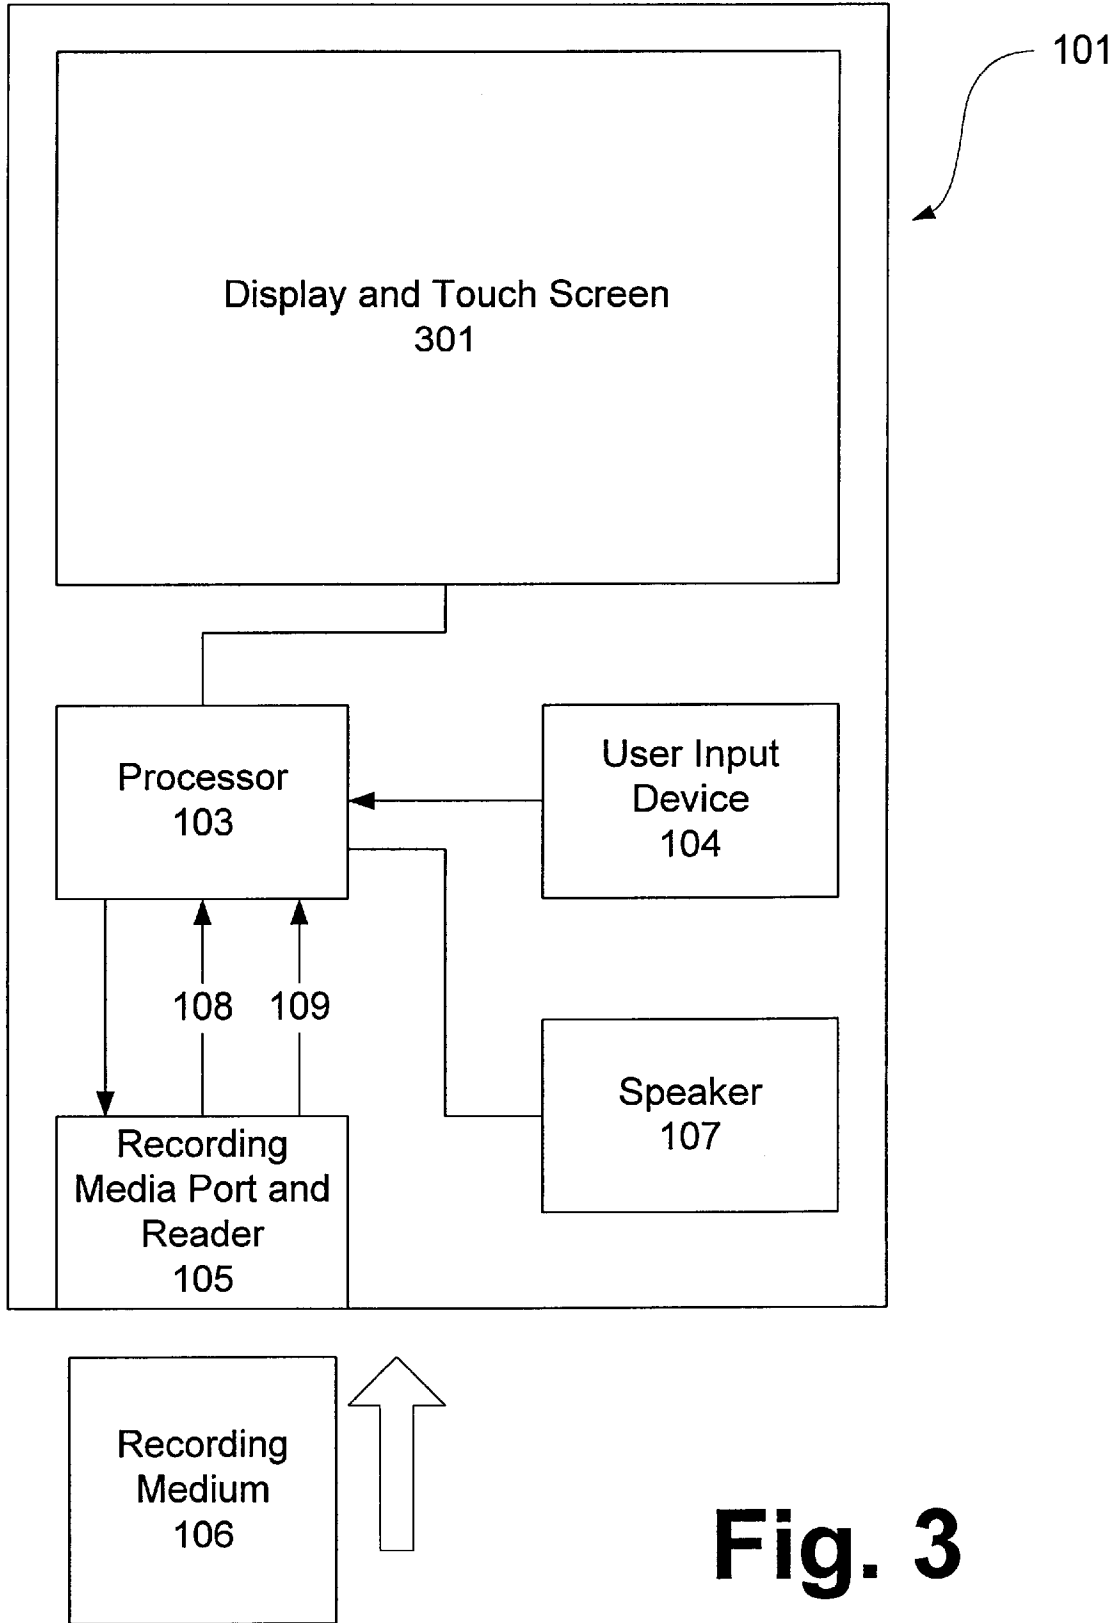 101
Display and Touch Screen
301
Processor
103
User Input
Device
104
108
109
Speaker
107
Recording
Media Port and
Reader
105
Recording
Medium
106
Fig. 3